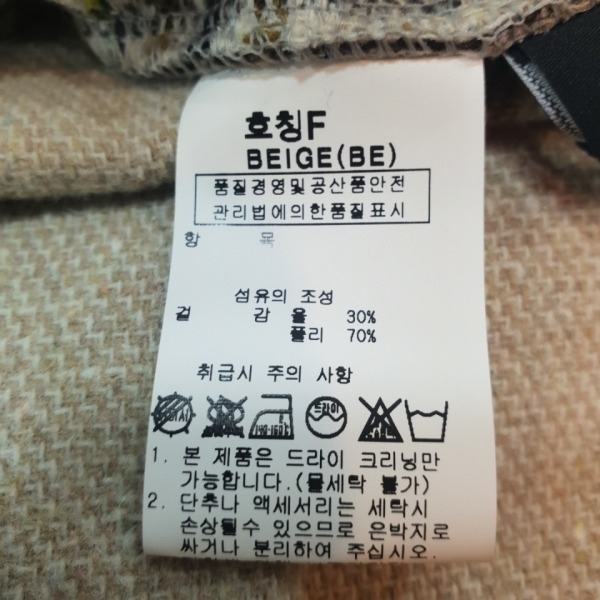 호칭F
BEIGE(BE)
품질경영및공산품안전
관리법에의한품질표시
항 목
섬유의 조성
겉 감 울 30%
폴리 70%
취급시 주의 사항
140-160℃ 드라이
1. 본 제품은 드라이 크리닝만
가능합니다.(물세탁 불가)
2. 단추나 액세서리는 세탁시
손상될수 있으므로 은박지로
싸거나 분리하여 주십시오.